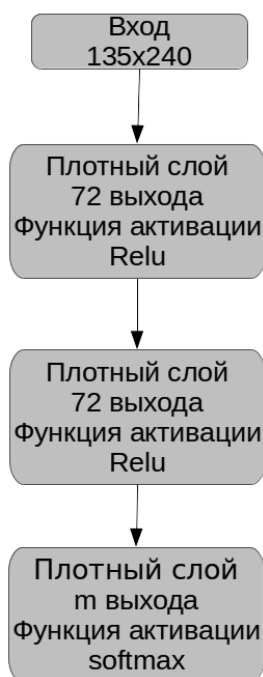 Вход
135x240
Плотный слой
72 выхода
Функция активации
Relu
Плотный слой
72 выхода
Функция активации
Relu
Плотный слой
m выхода
Функция активации
softmax